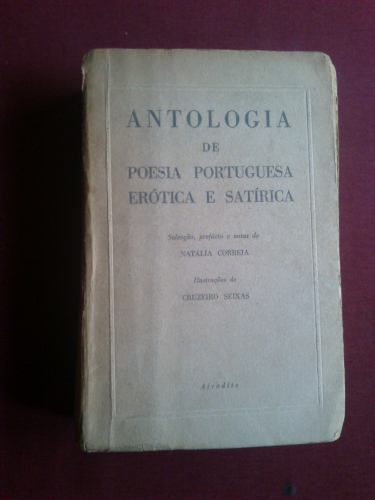 ANTOLOGIA
DE
POESIA PORTUGUESA
ERÓTICA E SATÍRICA
Selecção, prefácio e notas de
NATÁLIA CORREIA
Ilustrações de
CRUZEIRO SEIXAS
Afrodite